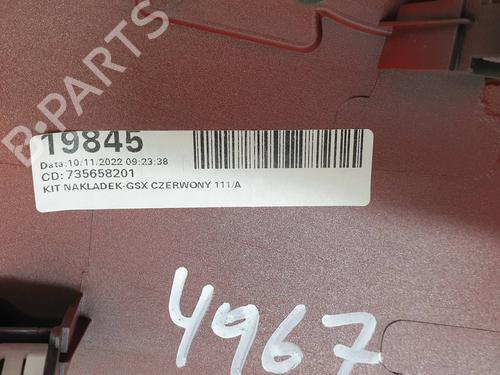 19845
Data:10/11/2022 09:23:38
CD: 735658201
KIT NAKLADEK-GSX CZERWONY 111/A
4967
B-PARTS